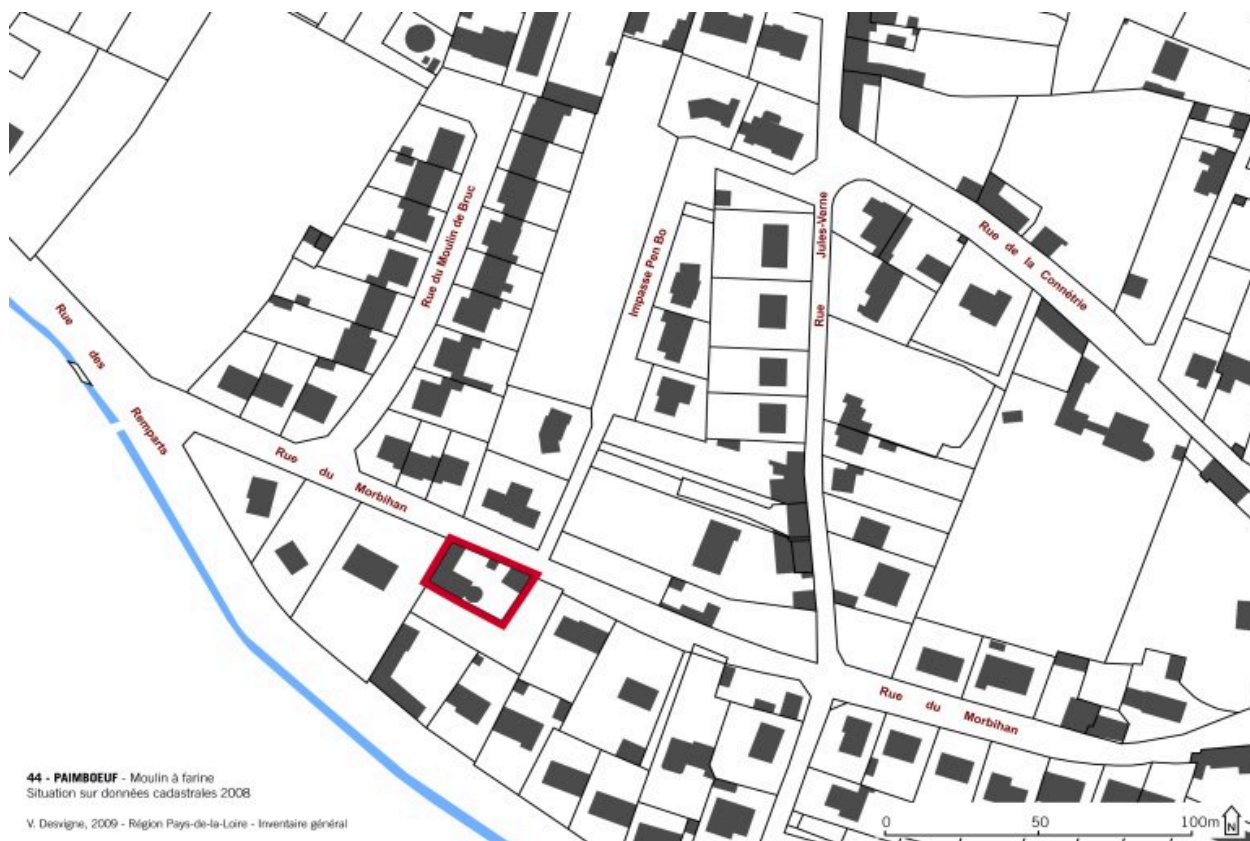 Rue du Moulin de Bruc
Impasse Pen Bo
Rue Jules-Verne
Rue de la Connétrie
Rue des Remparts
Rue du Morbihan
Rue du Morbihan
44 - PAIMBOEUF - Moulin à farine
Situation sur données cadastrales 2008
V. Desvigne, 2009 - Région Pays-de-la-Loire - Inventaire général
0 50 100m N